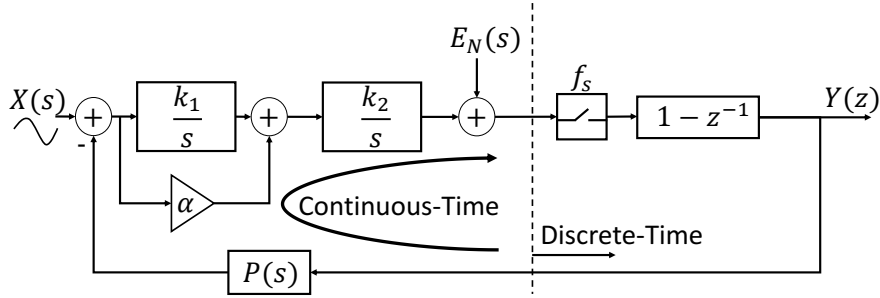 E_N(s)
X(s)
+
k_1
s
+
k_2
s
+
f_s
1 − z^{-1}
Y(z)
-
α
Continuous-Time
Discrete-Time
P(s)